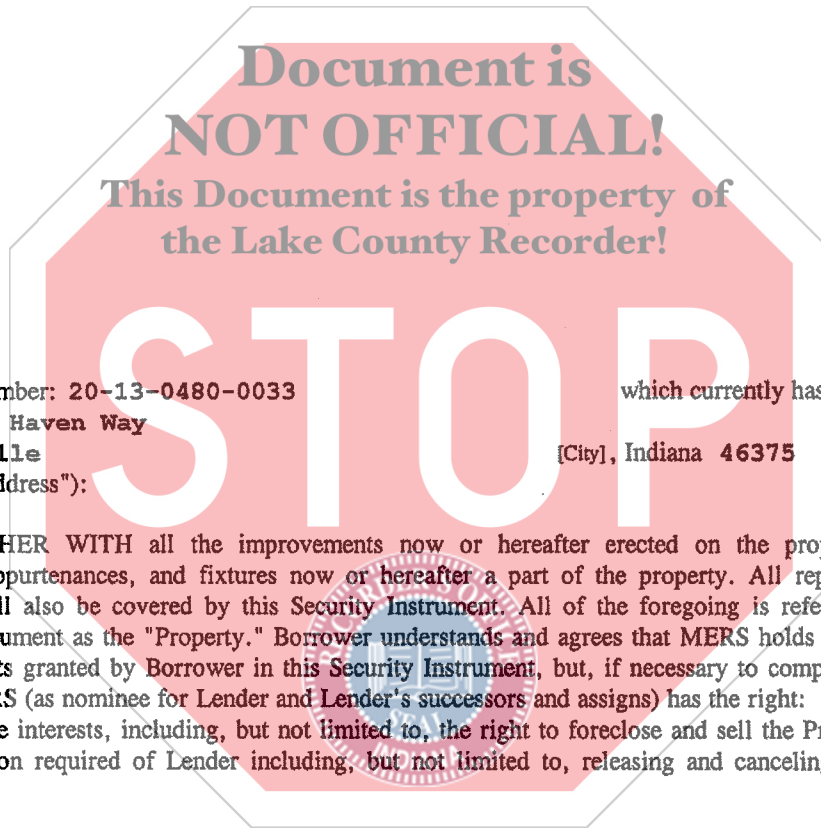 Document is
NOT OFFICIAL!
This Document is the property of
the Lake County Recorder!
STOP
mber: 20-13-0480-0033 which currently has
Haven Way
lle [City], Indiana 46375
ddress"):
HER WITH all the improvements now or hereafter erected on the prop
ppurtenances, and fixtures now or hereafter a part of the property. All rep
ll also be covered by this Security Instrument. All of the foregoing is refe
ument as the "Property." Borrower understands and agrees that MERS holds
ts granted by Borrower in this Security Instrument, but, if necessary to comp
RS (as nominee for Lender and Lender's successors and assigns) has the right:
e interests, including, but not limited to, the right to foreclose and sell the Pr
on required of Lender including, but not limited to, releasing and canceling
SEAL
INDIANA